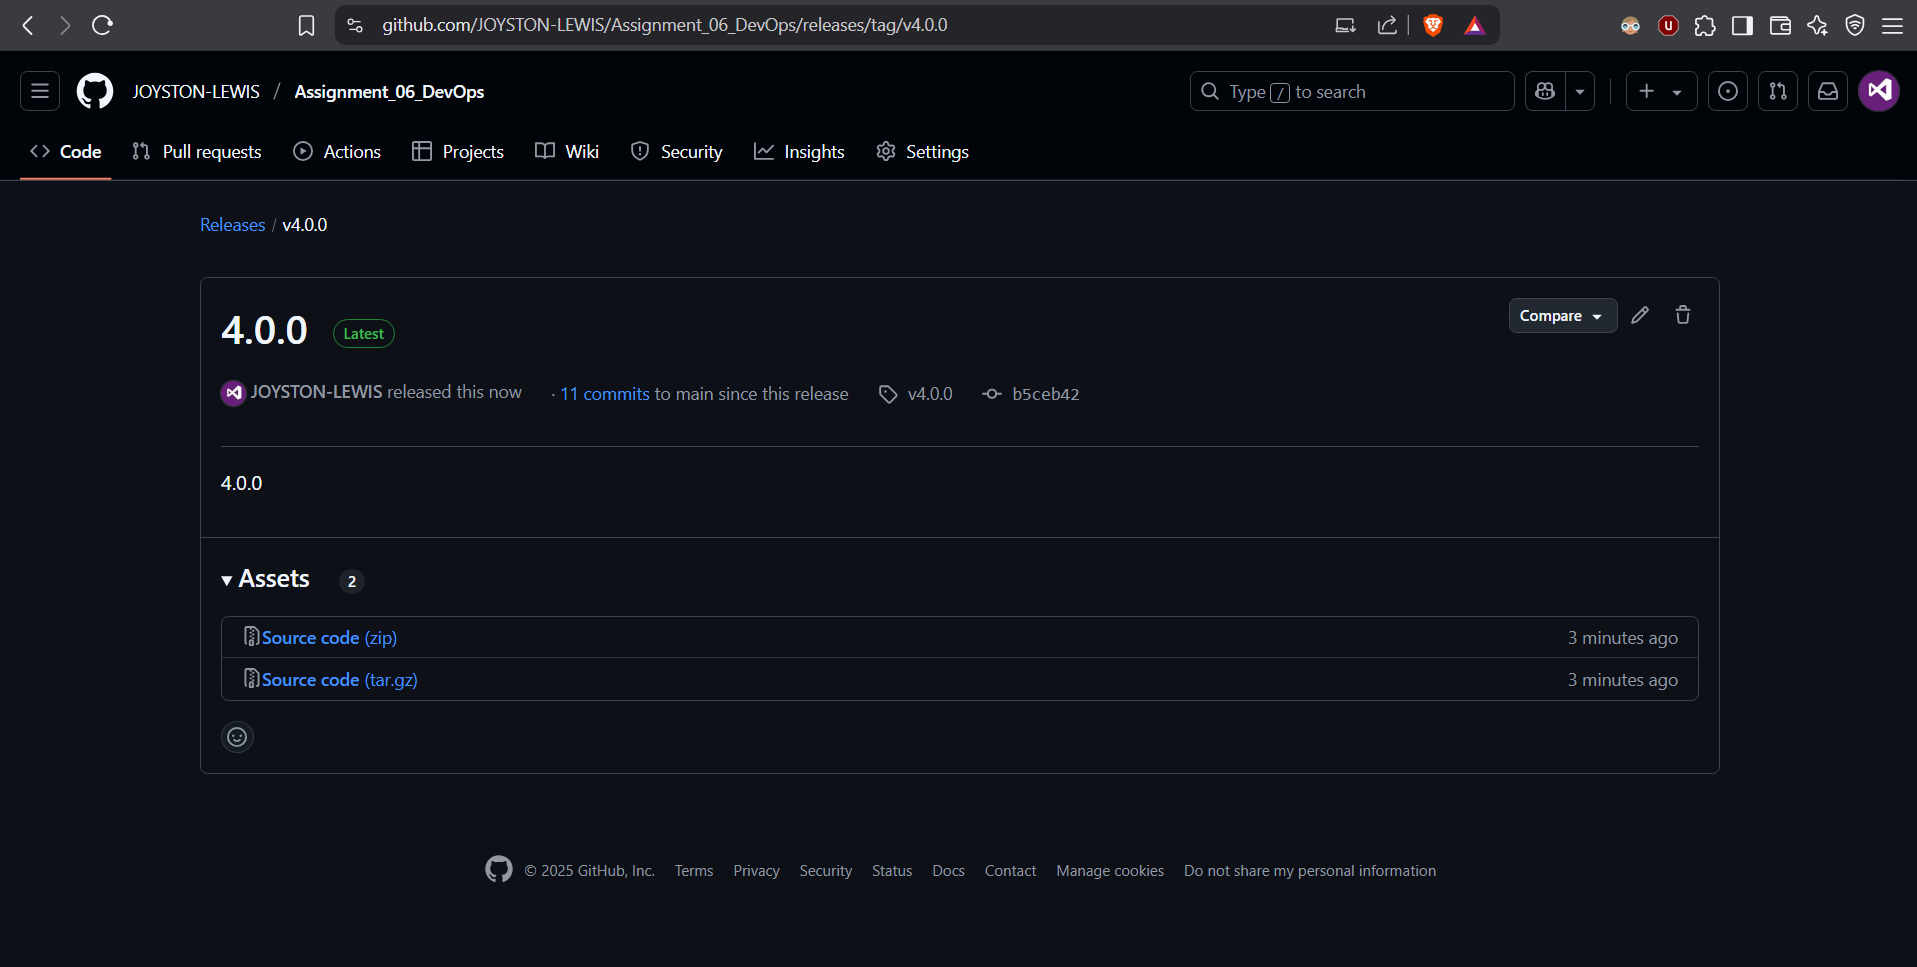 github.com/JOYSTON-LEWIS/Assignment_06_DevOps/releases/tag/v4.0.0
JOYSTON-LEWIS / Assignment_06_DevOps
Type / to search
Code Pull requests Actions Projects Wiki Security Insights Settings
Releases / v4.0.0
4.0.0 Latest
Compare
JOYSTON-LEWIS released this now · 11 commits to main since this release v4.0.0 b5ceb42
4.0.0
Assets 2
Source code (zip) 3 minutes ago
Source code (tar.gz) 3 minutes ago
© 2025 GitHub, Inc. Terms Privacy Security Status Docs Contact Manage cookies Do not share my personal information